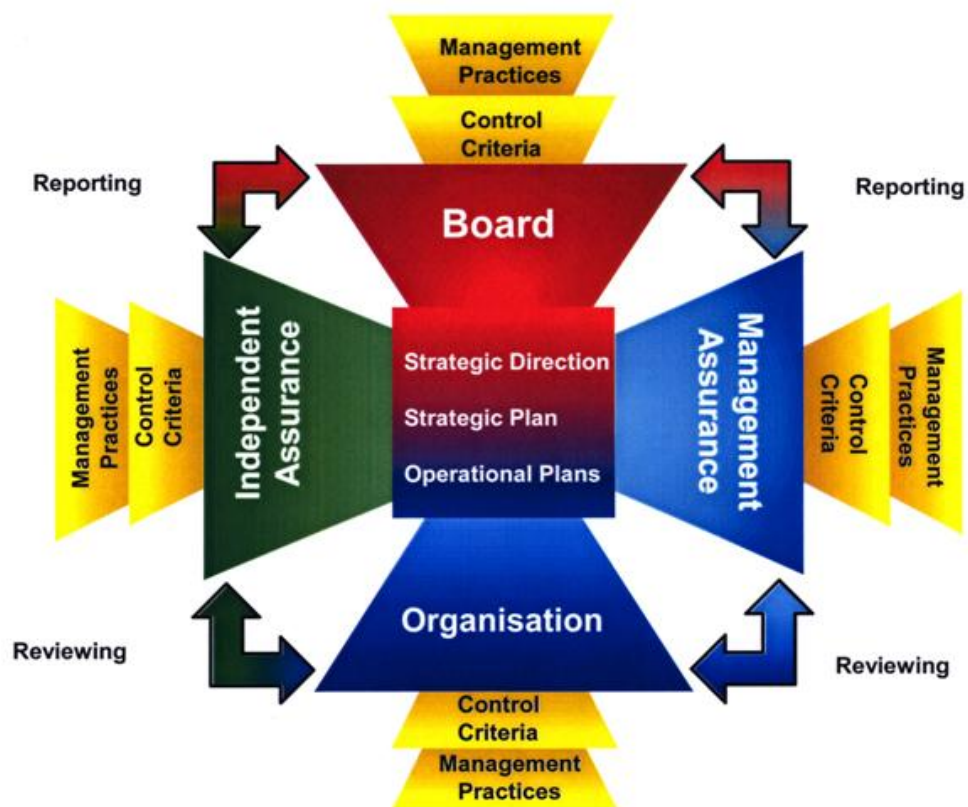 Management
Practices
Control
Criteria
Reporting
Reporting
Board
Management
Practices
Control
Criteria
Independent
Assurance
Strategic Direction
Strategic Plan
Operational Plans
Management
Assurance
Control
Criteria
Management
Practices
Organisation
Reviewing
Reviewing
Control
Criteria
Management
Practices